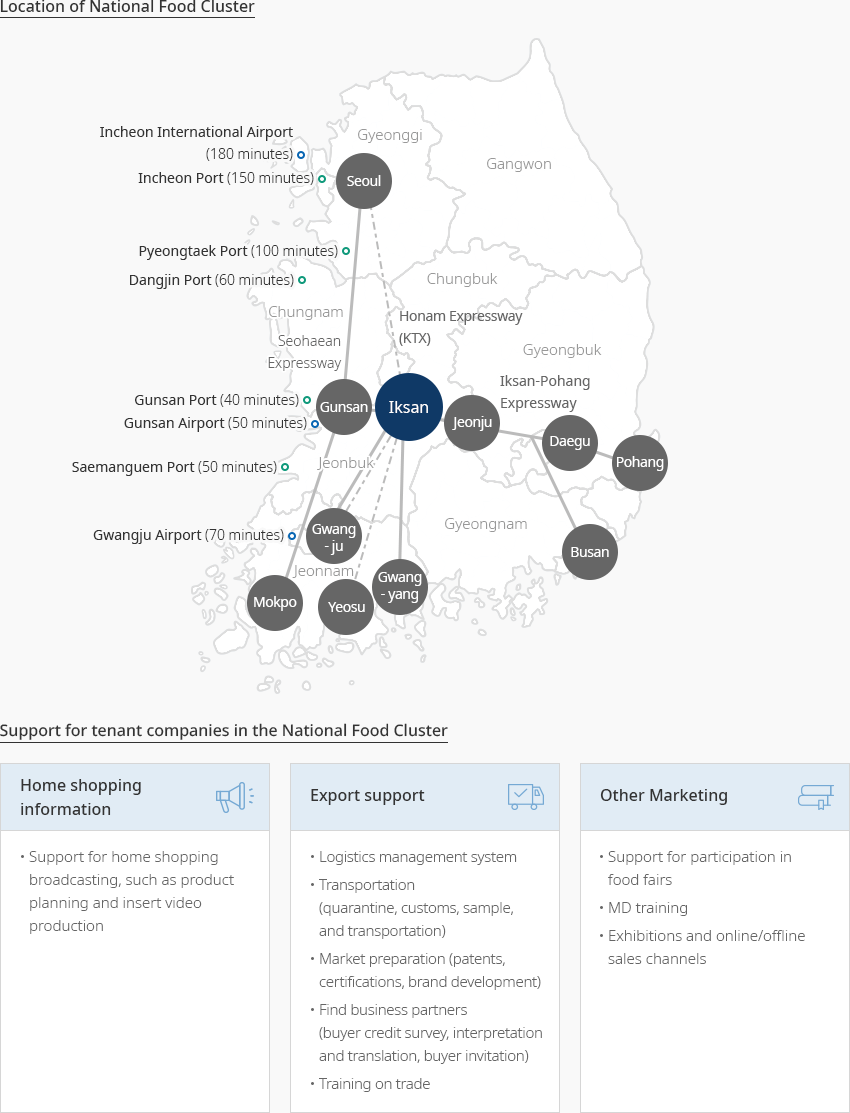 Location of National Food Cluster
Incheon International Airport
(180 minutes)
Gyeonggi
Gangwon
Incheon Port (150 minutes)
Seoul
Pyeongtaek Port (100 minutes)
Dangjin Port (60 minutes)
Chungbuk
Chungnam
Honam Expressway
(KTX)
Seohaean
Expressway
Gyeongbuk
Iksan-Pohang
Expressway
Gunsan Port (40 minutes)
Gunsan
Iksan
Jeonju
Gunsan Airport (50 minutes)
Daegu
Pohang
Saemanguem Port (50 minutes)
Jeonbuk
Gyeongnam
Gwangju Airport (70 minutes)
Gwang
- ju
Busan
Jeonnam
Gwang
- yang
Mokpo
Yeosu
Support for tenant companies in the National Food Cluster
Home shopping
information
• Support for home shopping
broadcasting, such as product
planning and insert video
production
Export support
• Logistics management system
• Transportation
(quarantine, customs, sample,
and transportation)
• Market preparation (patents,
certifications, brand development)
• Find business partners
(buyer credit survey, interpretation
and translation, buyer invitation)
• Training on trade
Other Marketing
• Support for participation in
food fairs
• MD training
• Exhibitions and online/offline
sales channels